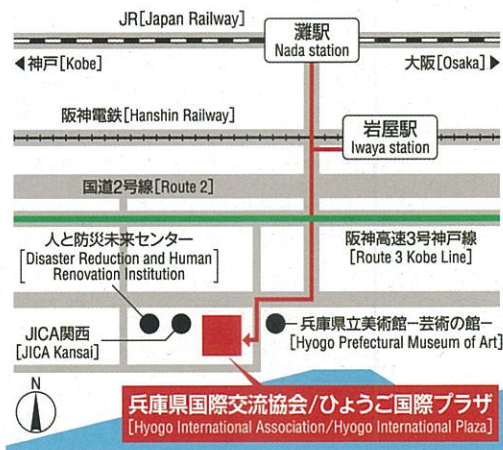 JR[Japan Railway]
灘駅
Nada station
◀神戸[Kobe]
大阪[Osaka]▶
阪神電鉄[Hanshin Railway]
岩屋駅
Iwaya station
国道2号線[Route 2]
人と防災未来センター
[Disaster Reduction and Human
Renovation Institution]
阪神高速3号神戸線
[Route 3 Kobe Line]
JICA関西
[JICA Kansai]
兵庫県立美術館ー芸術の館ー
[Hyogo Prefectural Museum of Art]
N
兵庫県国際交流協会/ひょうご国際プラザ
[Hyogo International Association/Hyogo International Plaza]